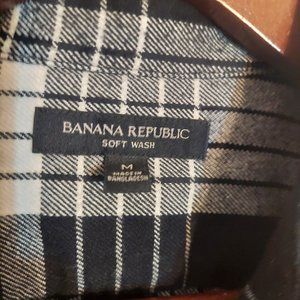 BANANA REPUBLIC
SOFT WASH
M
MADE IN
BANGLADESH